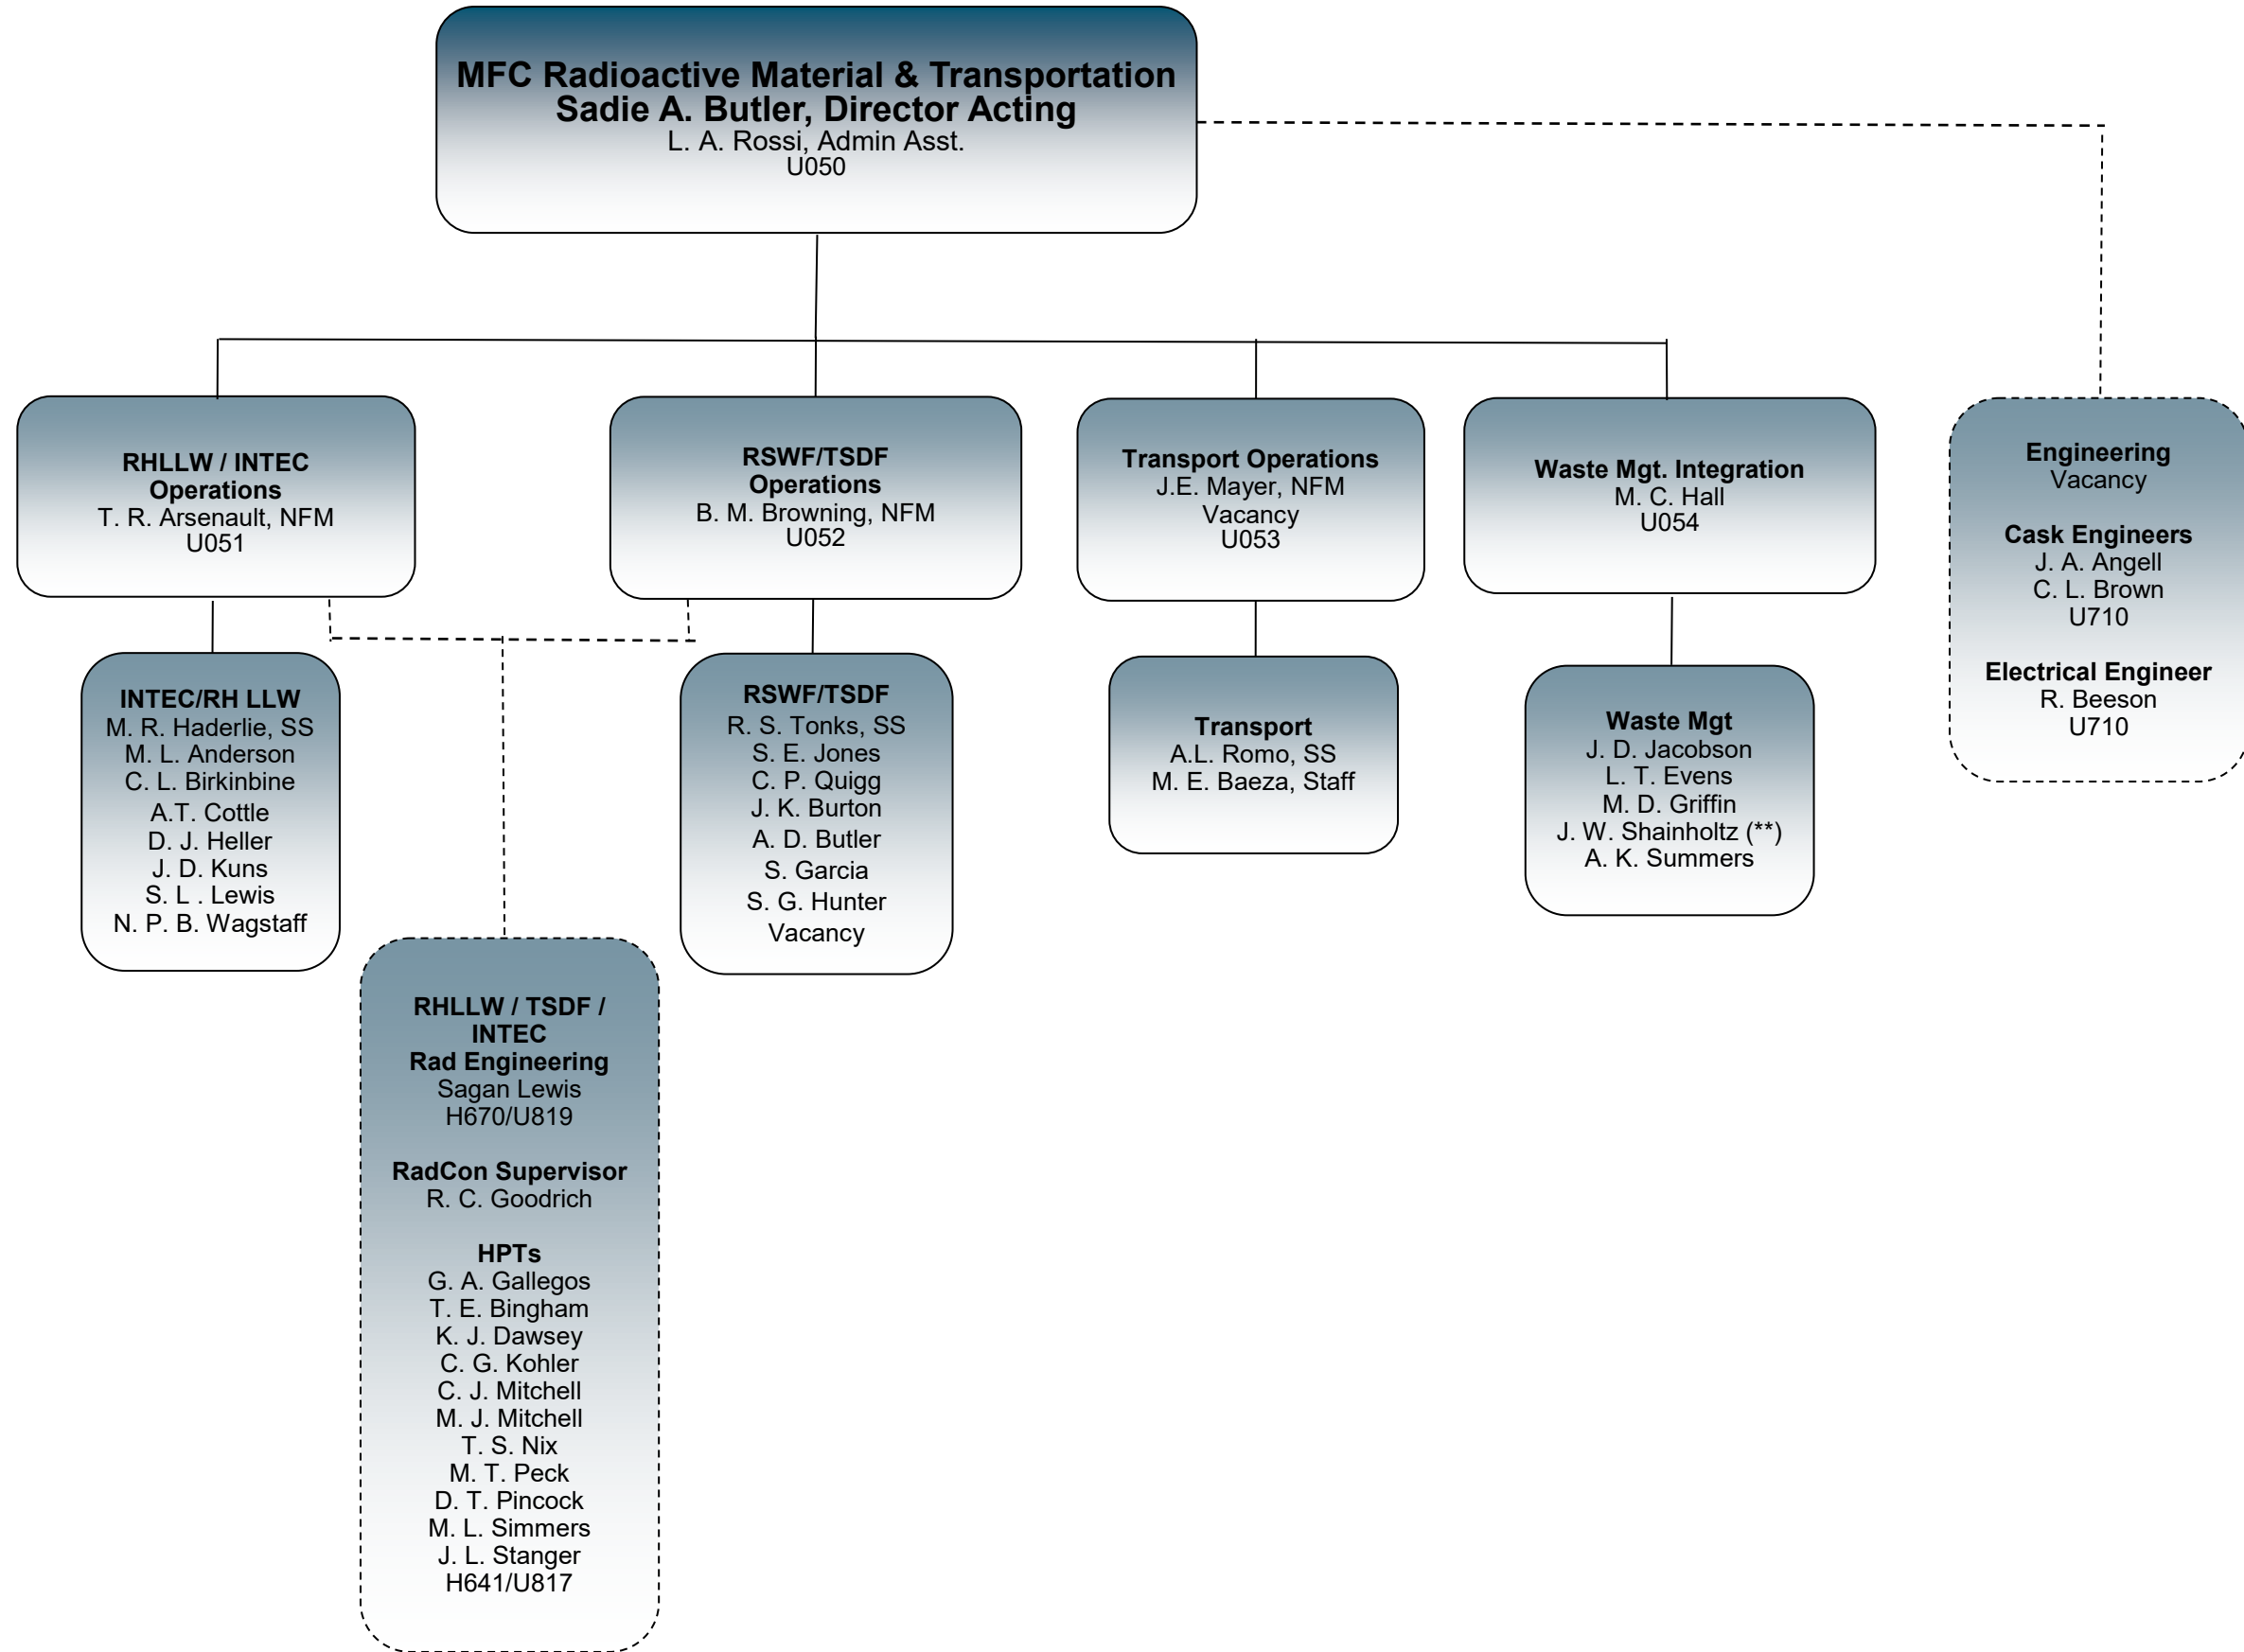 MFC Radioactive Material & Transportation
Sadie A. Butler, Director Acting
L. A. Rossi, Admin Asst.
U050
RHLLW / INTEC
Operations
T. R. Arsenault, NFM
U051
RSWF/TSDF
Operations
B. M. Browning, NFM
U052
Transport Operations
J.E. Mayer, NFM
Vacancy
U053
Waste Mgt. Integration
M. C. Hall
U054
Engineering
Vacancy
Cask Engineers
J. A. Angell
C. L. Brown
U710
Electrical Engineer
R. Beeson
U710
INTEC/RH LLW
M. R. Haderlie, SS
M. L. Anderson
C. L. Birkinbine
A.T. Cottle
D. J. Heller
J. D. Kuns
S. L . Lewis
N. P. B. Wagstaff
RSWF/TSDF
R. S. Tonks, SS
S. E. Jones
C. P. Quigg
J. K. Burton
A. D. Butler
S. Garcia
S. G. Hunter
Vacancy
Transport
A.L. Romo, SS
M. E. Baeza, Staff
Waste Mgt
J. D. Jacobson
L. T. Evens
M. D. Griffin
J. W. Shainholtz (**)
A. K. Summers
RHLLW / TSDF /
INTEC
Rad Engineering
Sagan Lewis
H670/U819
RadCon Supervisor
R. C. Goodrich
HPTs
G. A. Gallegos
T. E. Bingham
K. J. Dawsey
C. G. Kohler
C. J. Mitchell
M. J. Mitchell
T. S. Nix
M. T. Peck
D. T. Pincock
M. L. Simmers
J. L. Stanger
H641/U817